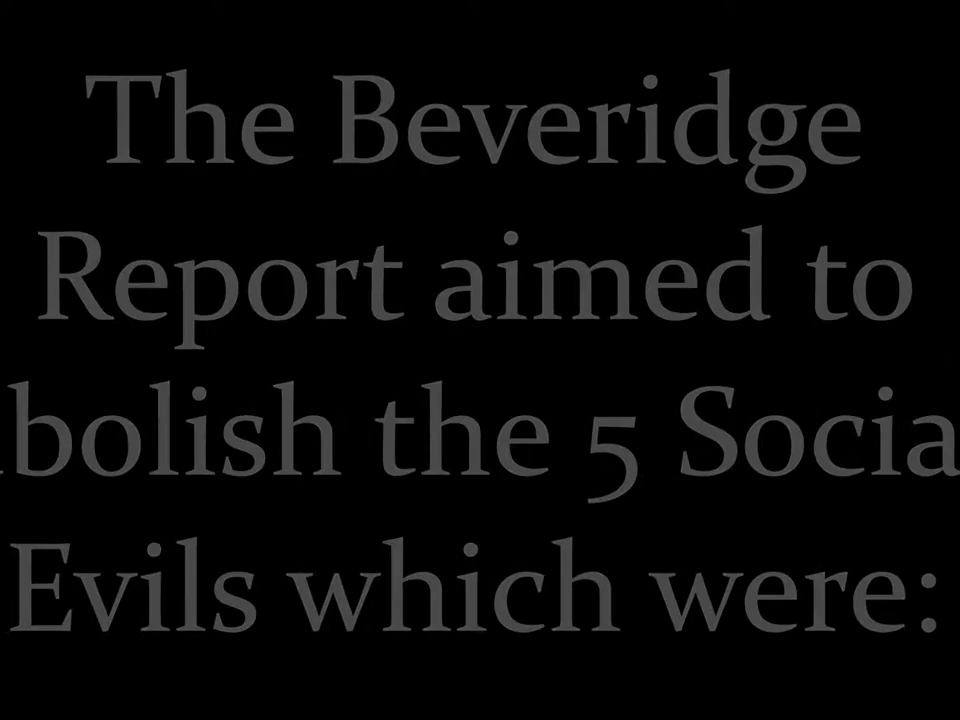 The Beveridge
Report aimed to
bolish the 5 Socia
Evils which were: